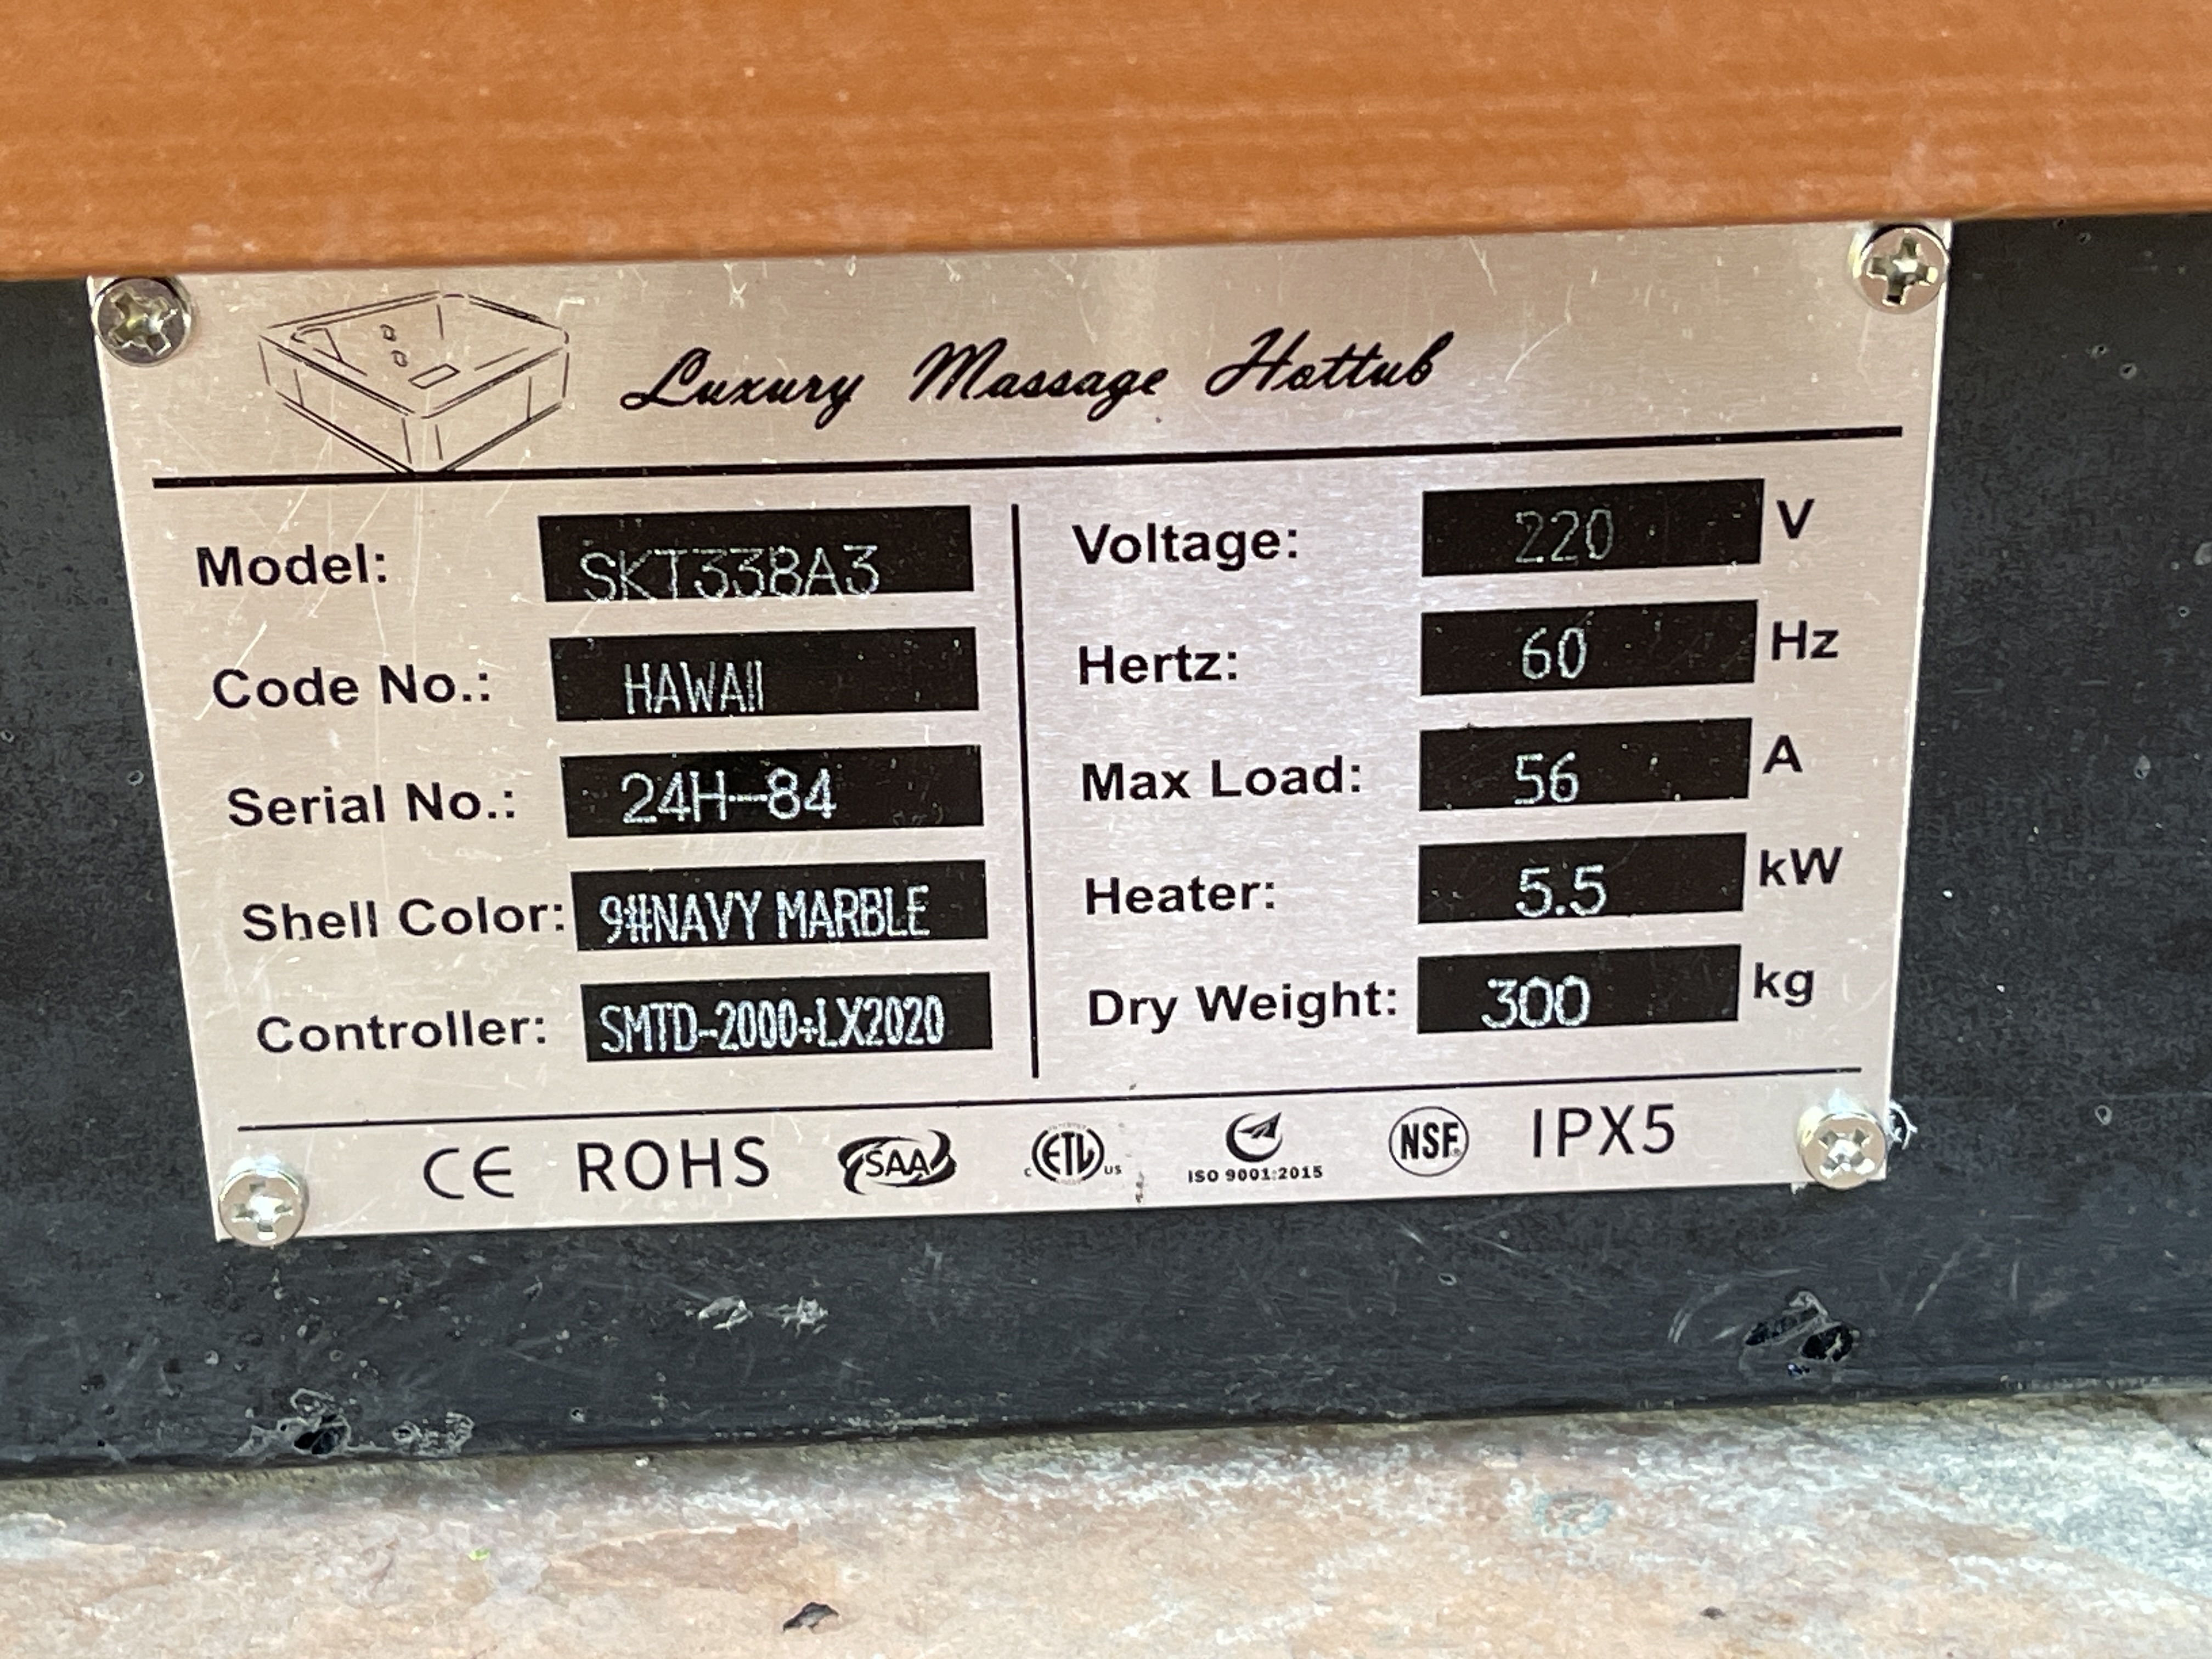 Luxury Massage Hottub
Model: SKT338A3
Code No.: HAWAII
Serial No.: 24H-84
Shell Color: 9#NAVY MARBLE
Controller: SMTD-2000+LX2020
Voltage: 220 V
Hertz: 60 Hz
Max Load: 56 A
Heater: 5.5 kW
Dry Weight: 300 kg
CE ROHS SAA c ETL us ISO 9001:2015 NSF IPX5